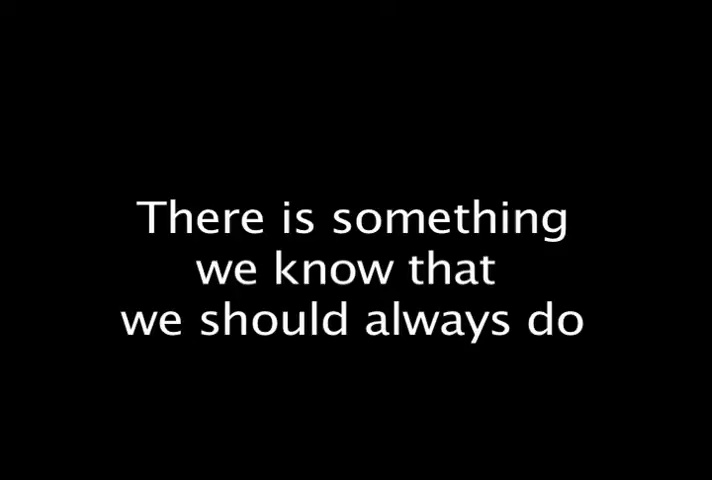 There is something
we know that
we should always do